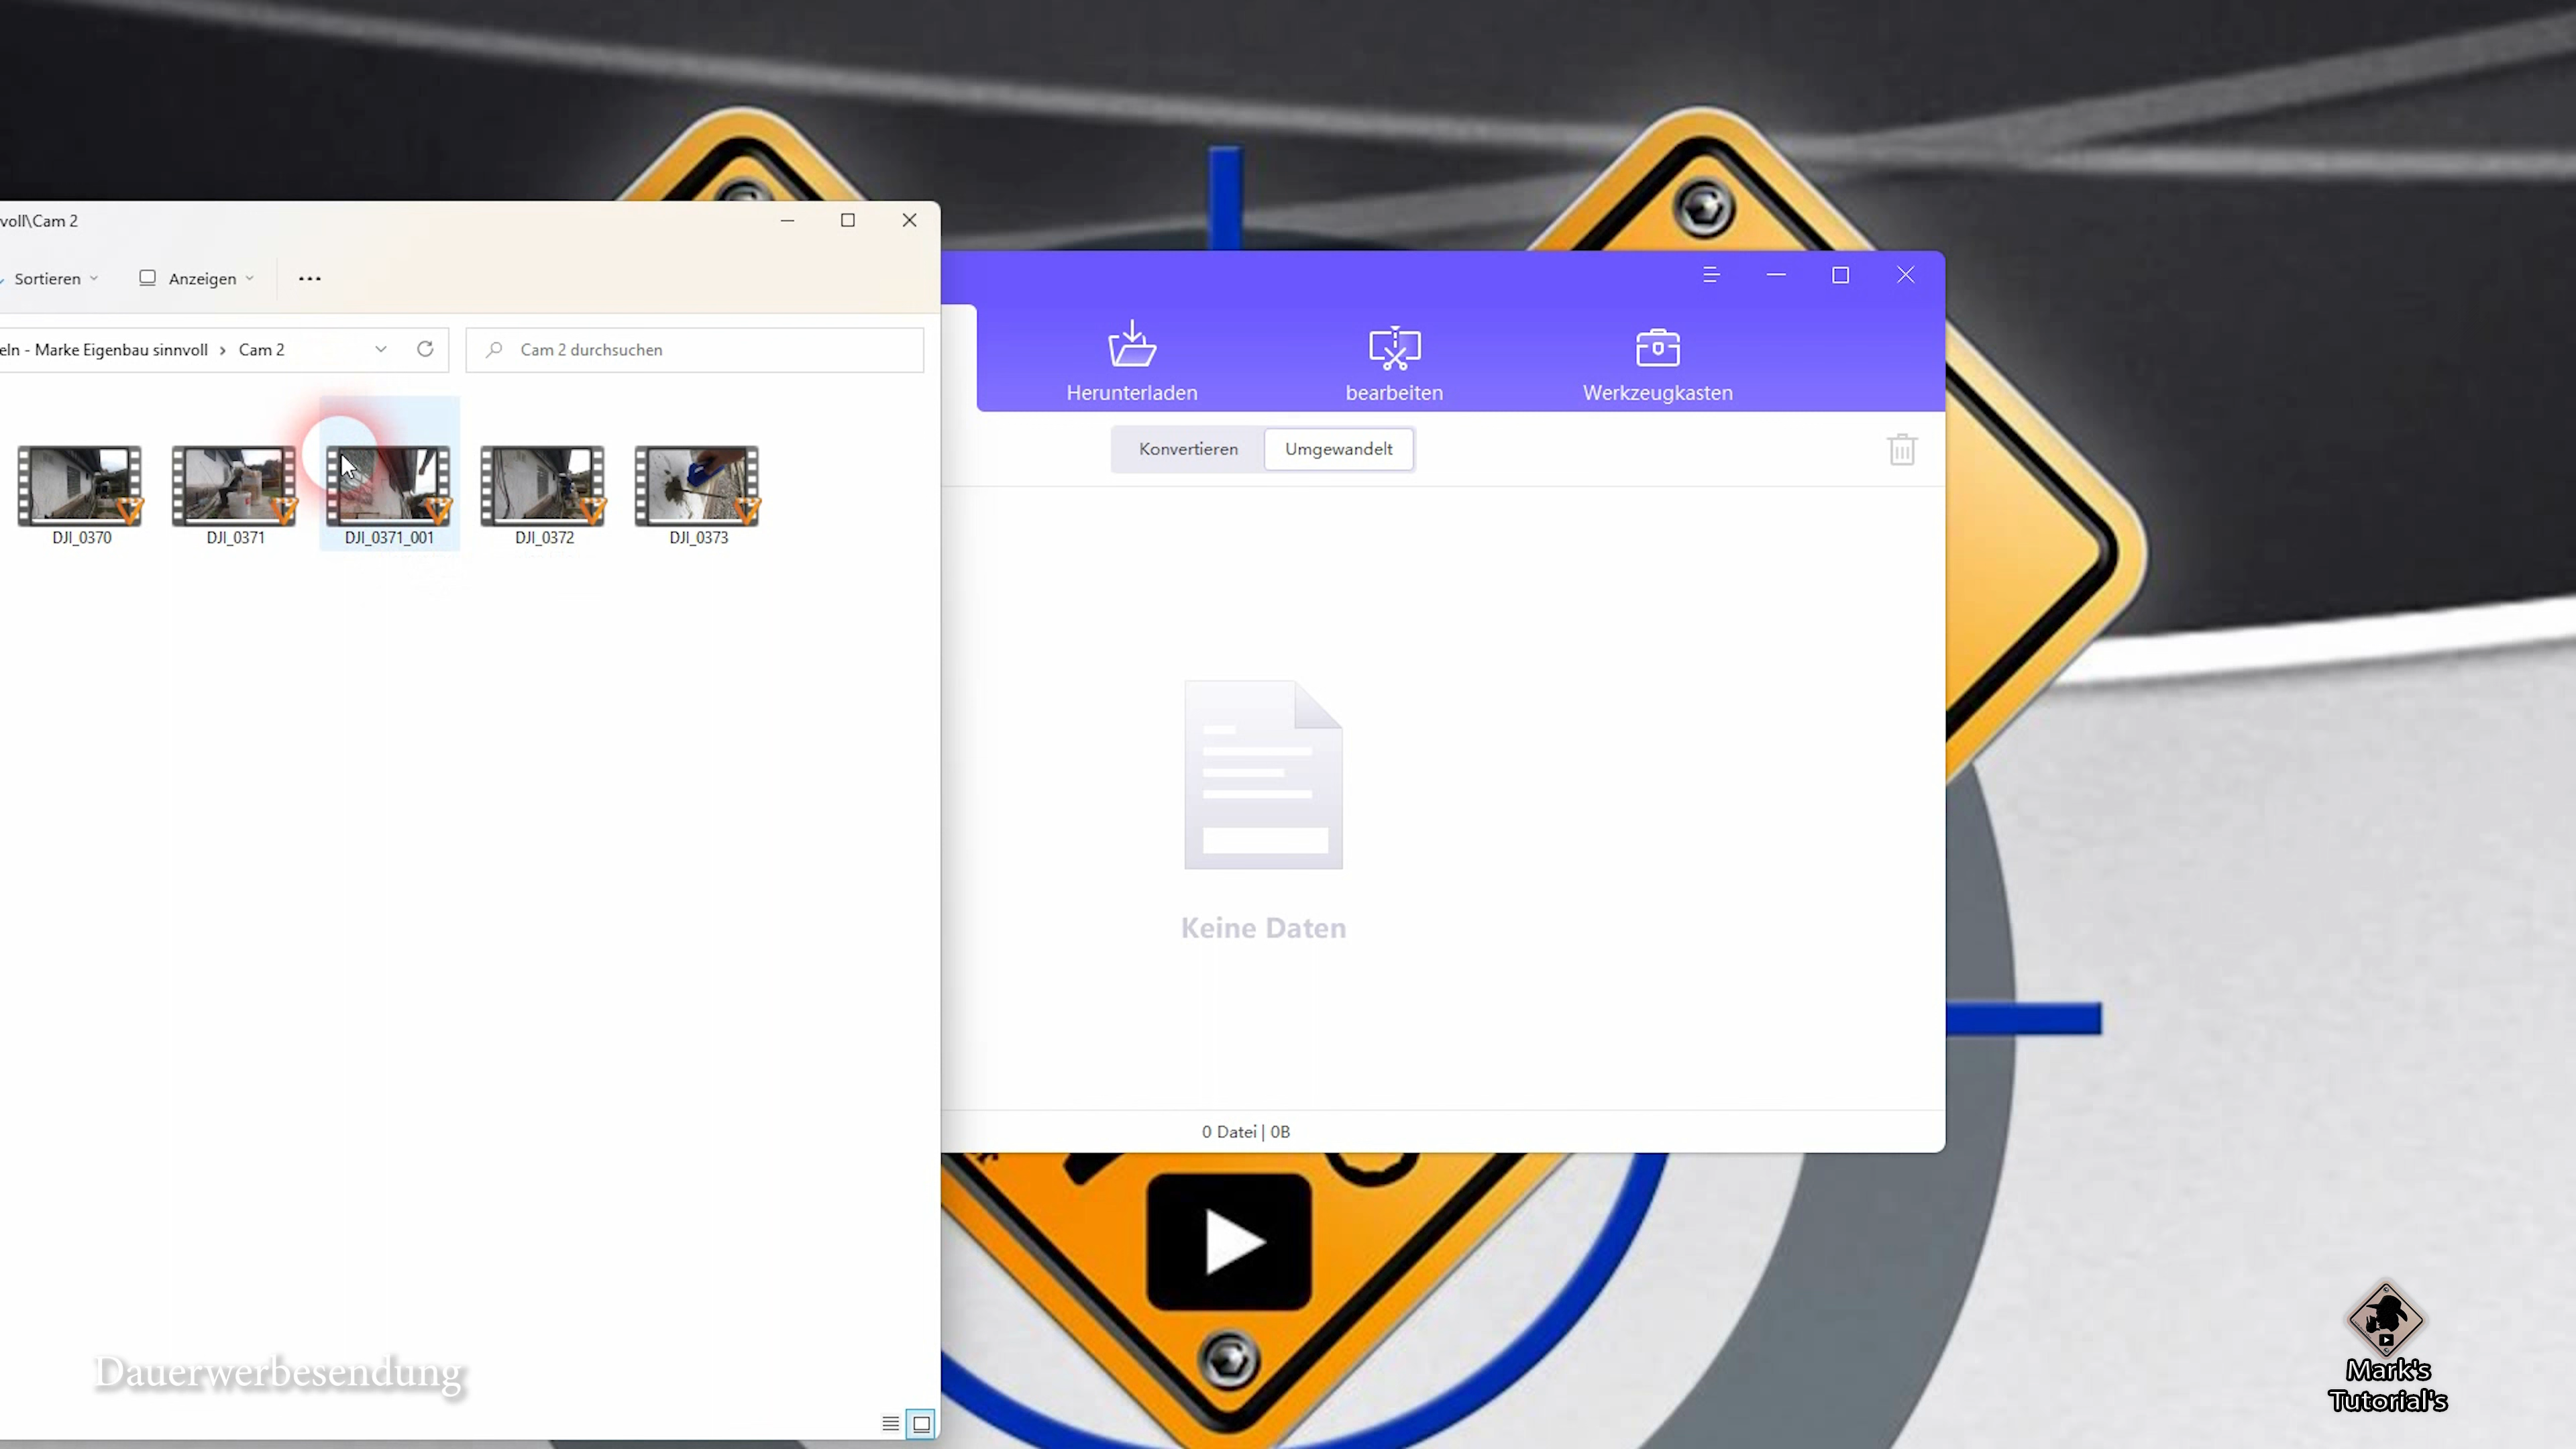 voll\Cam 2
Sortieren
Anzeigen
eln - Marke Eigenbau sinnvoll › Cam 2
Cam 2 durchsuchen
DJI_0370
DJI_0371
DJI_0371_001
DJI_0372
DJI_0373
Herunterladen
bearbeiten
Werkzeugkasten
Konvertieren
Umgewandelt
Keine Daten
0 Datei | 0B
Dauerwerbesendung
Mark's
Tutorial's